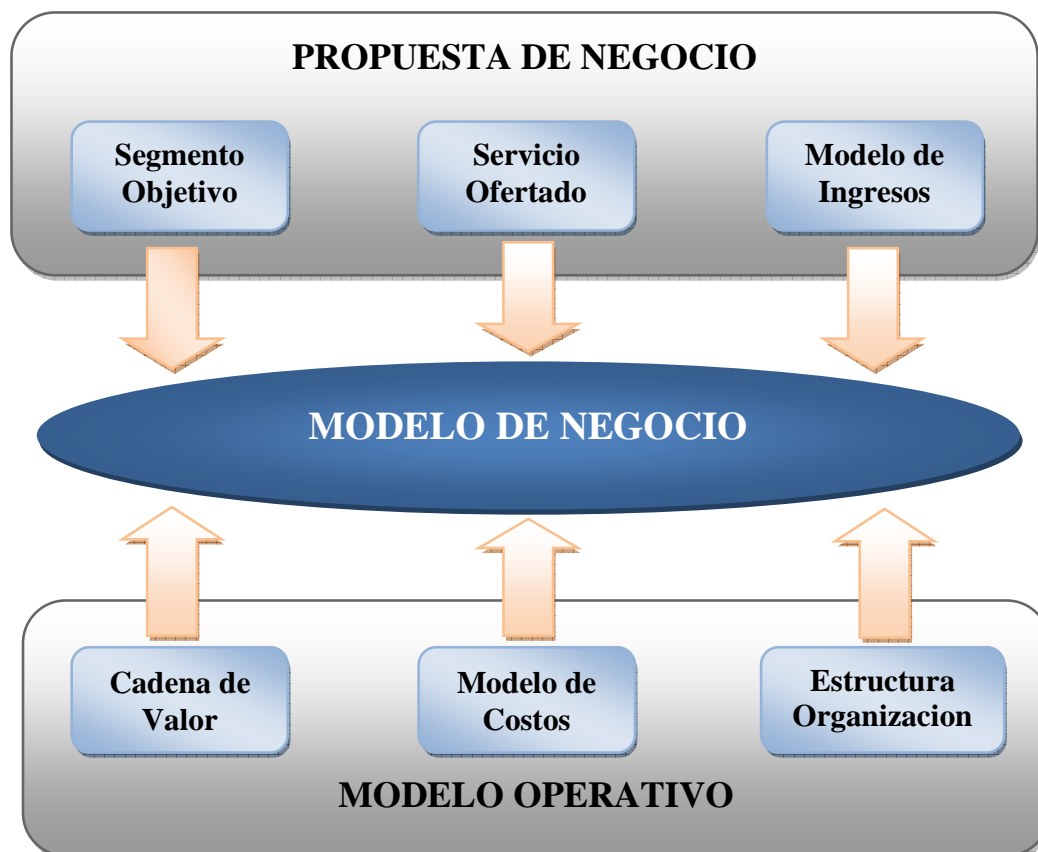 PROPUESTA DE NEGOCIO
Segmento
Objetivo
Servicio
Ofertado
Modelo de
Ingresos
MODELO DE NEGOCIO
Cadena de
Valor
Modelo de
Costos
Estructura
Organizacion
MODELO OPERATIVO